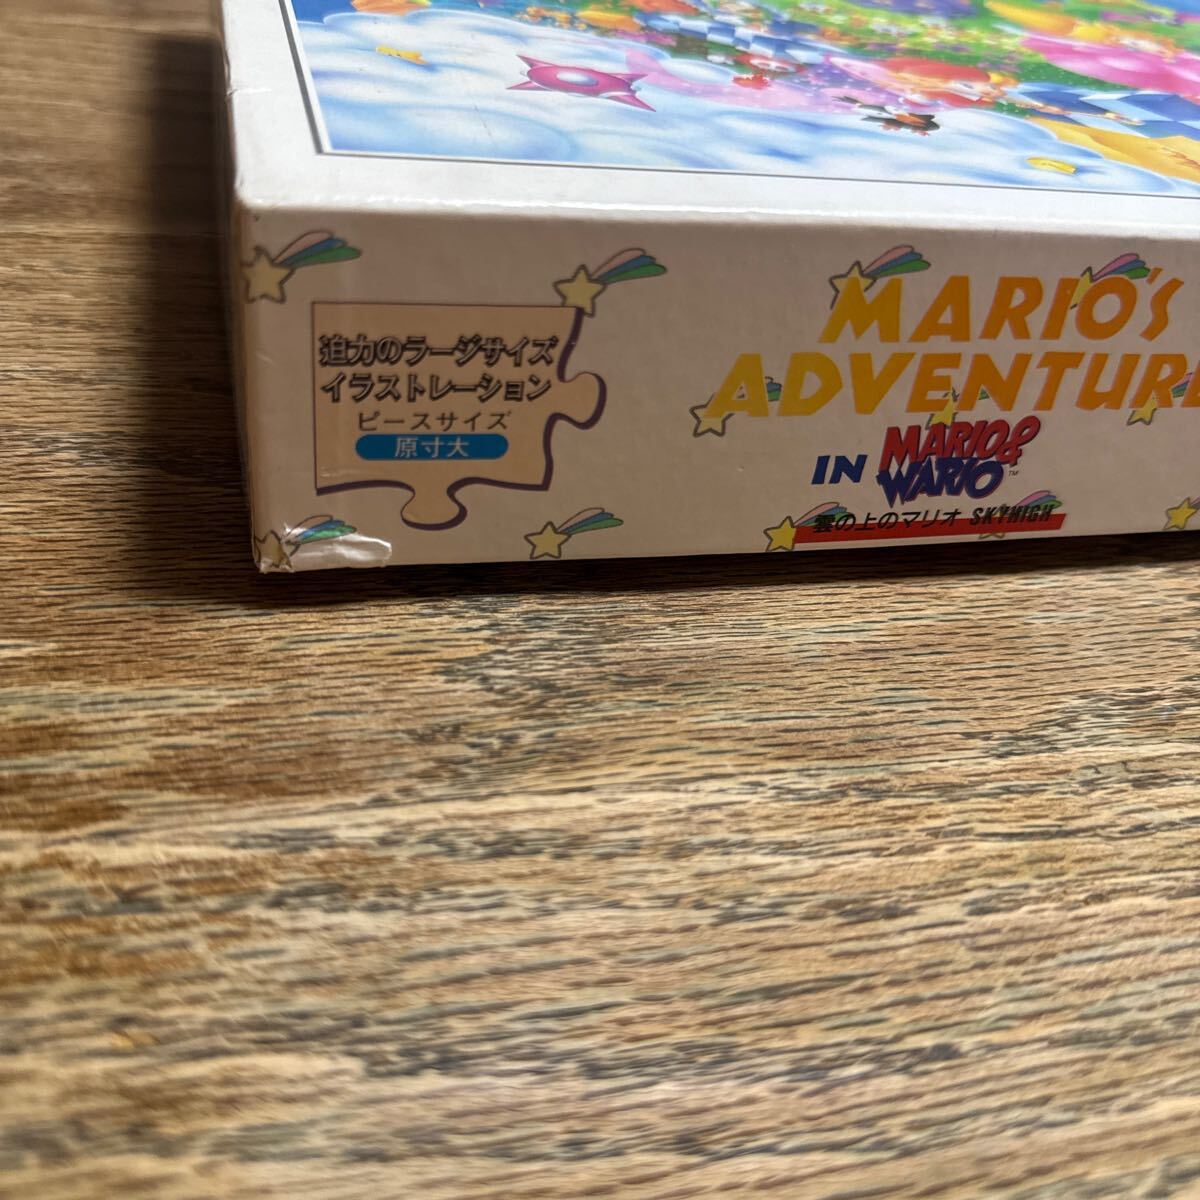 迫力のラージサイズ
イラストレーション
ピースサイズ
原寸大
MARIO'S
ADVENTURE
IN MARIO& WARIO™
雲の上のマリオ SKYHIGH